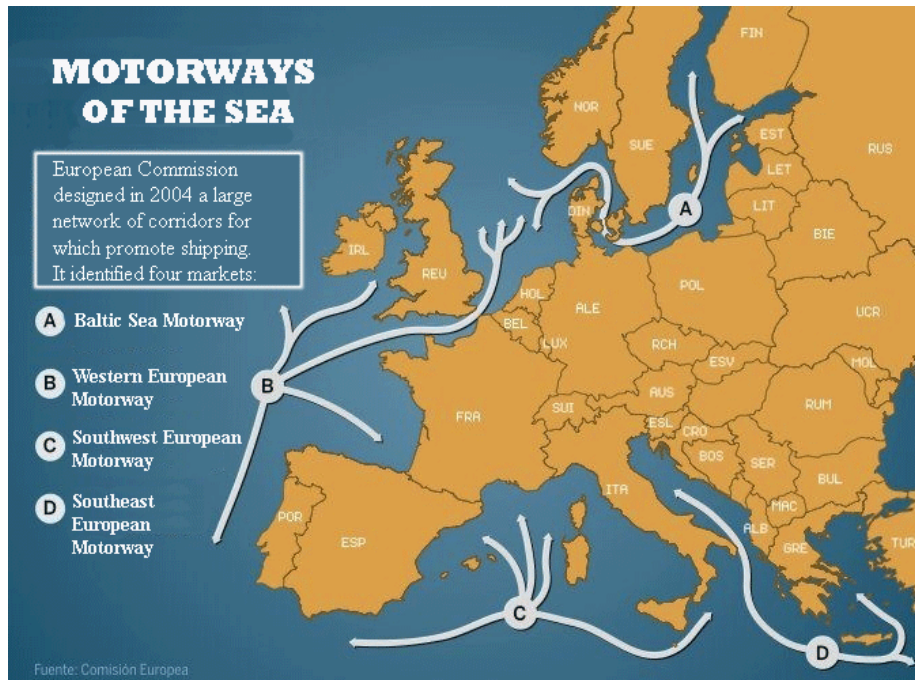 MOTORWAYS
OF THE SEA
European Commission
designed in 2004 a large
network of corridors for
which promote shipping.
It identified four markets:
A Baltic Sea Motorway
B Western European
Motorway
C Southwest European
Motorway
D Southeast
European
Motorway
FIN
NOR
SUE
EST
RUS
LET
DIN
A
LIT
BIE
IRL
REU
HOL
ALE
POL
BEL
UCR
LUX
RCH
ESV
MOL
B
AUS
FRA
SUI
RUM
ESL
CRO
BOS
SER
BUL
ITA
MAC
POR
ALB
ESP
GRE
TUR
C
D
Fuente: Comisión Europea